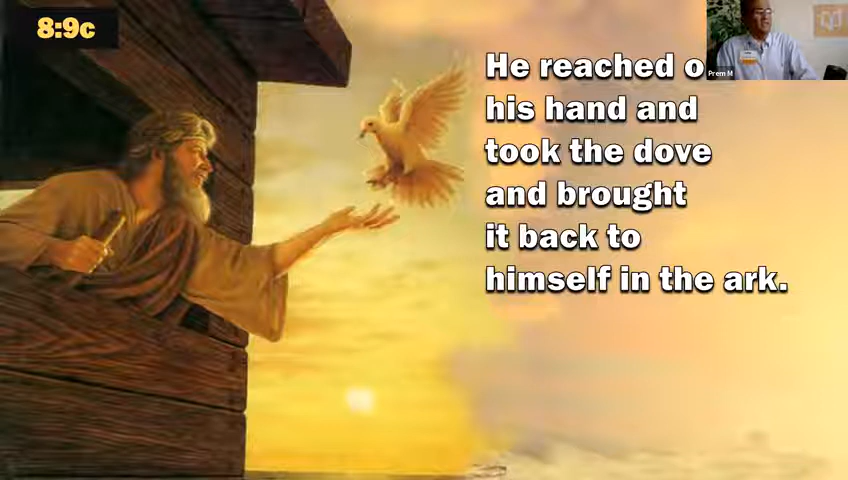 8:9c
He reached o
Prem M
his hand and
took the dove
and brought
it back to
himself in the ark.